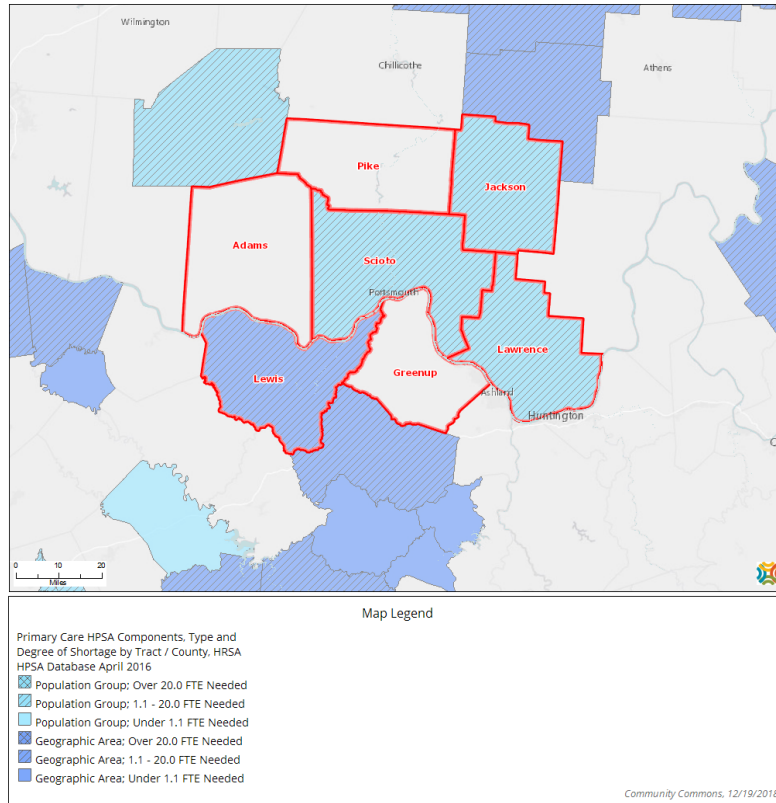 Wilmington
Chillicothe
Athens
Pike
Jackson
Adams
Scioto
Portsmouth
Lawrence
Lewis
Greenup
Ashland
Huntington
0 10 20
Miles
Map Legend
Primary Care HPSA Components, Type and
Degree of Shortage by Tract / County, HRSA
HPSA Database April 2016
Population Group; Over 20.0 FTE Needed
Population Group; 1.1 - 20.0 FTE Needed
Population Group; Under 1.1 FTE Needed
Geographic Area; Over 20.0 FTE Needed
Geographic Area; 1.1 - 20.0 FTE Needed
Geographic Area; Under 1.1 FTE Needed
Community Commons, 12/19/2018